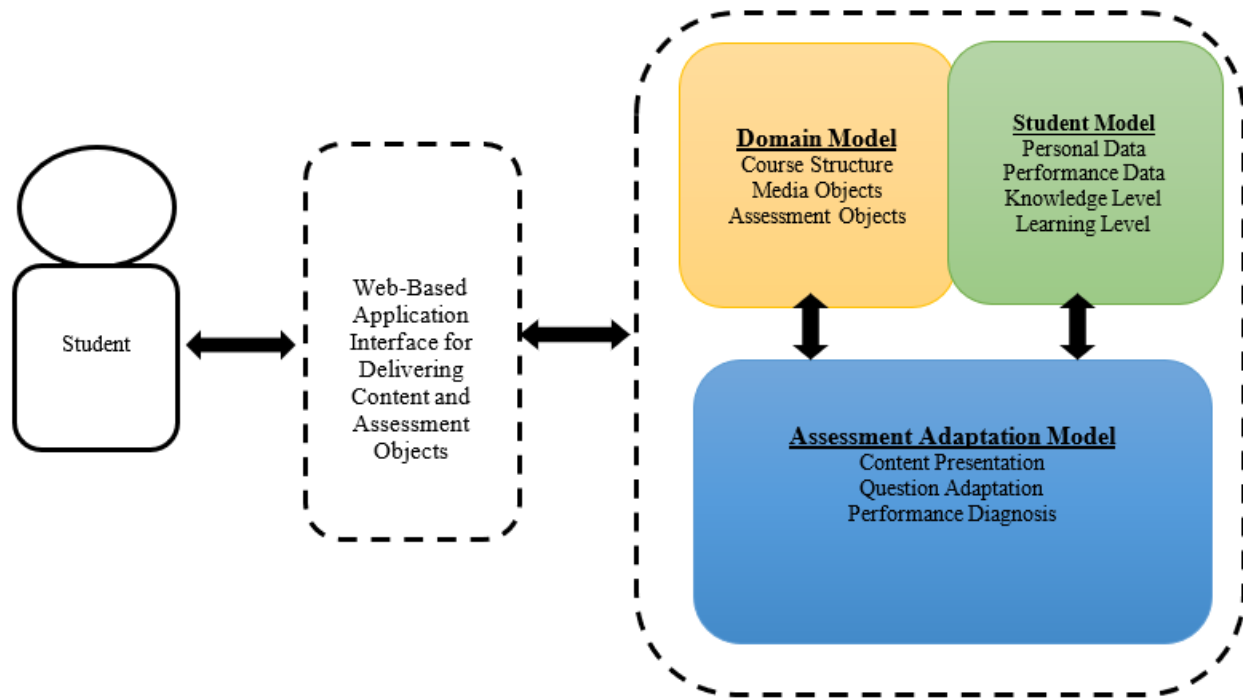 Student
Web-Based
Application
Interface for
Delivering
Content and
Assessment
Objects
Domain Model
Course Structure
Media Objects
Assessment Objects
Student Model
Personal Data
Performance Data
Knowledge Level
Learning Level
Assessment Adaptation Model
Content Presentation
Question Adaptation
Performance Diagnosis